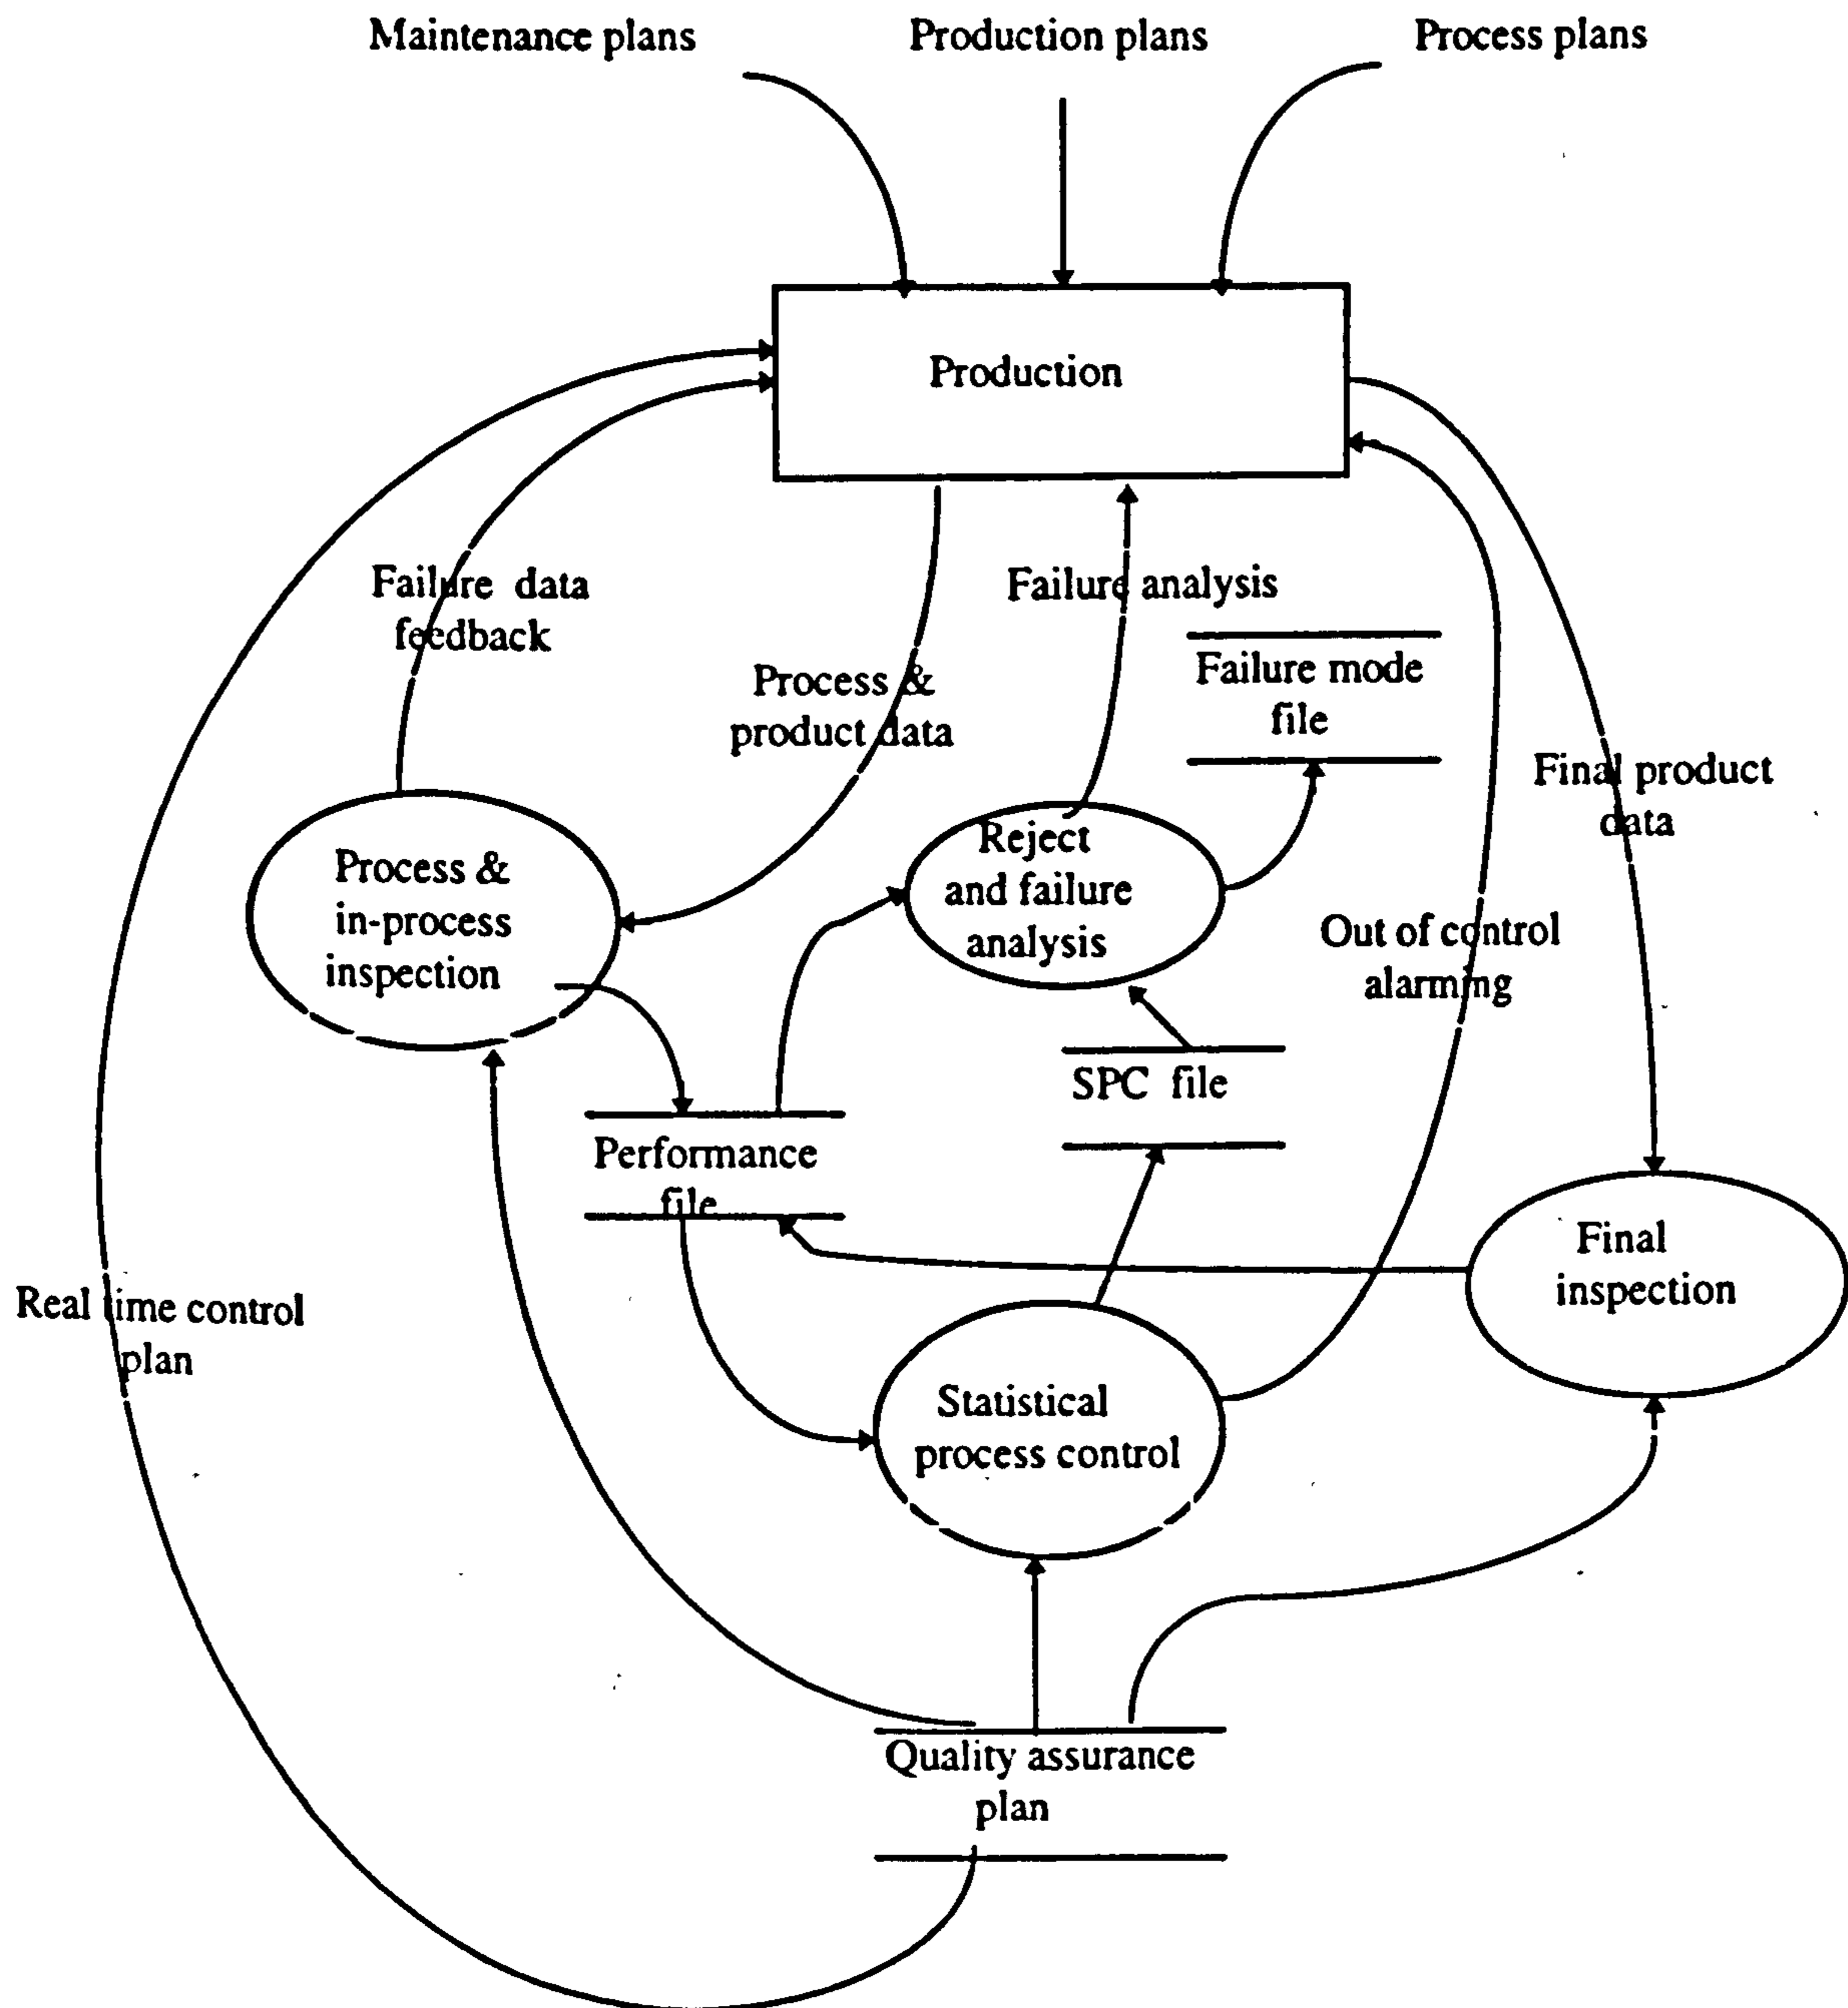 Maintenance plans
Production plans
Process plans
Production
Failure data
feedback
Failure analysis
Process &
product data
Failure mode
file
Final product
data
Process &
in-process
inspection
Reject
and failure
analysis
Out of control
alarming
SPC file
Performance
file
Final
inspection
Real time control
plan
Statistical
process control
Quality assurance
plan